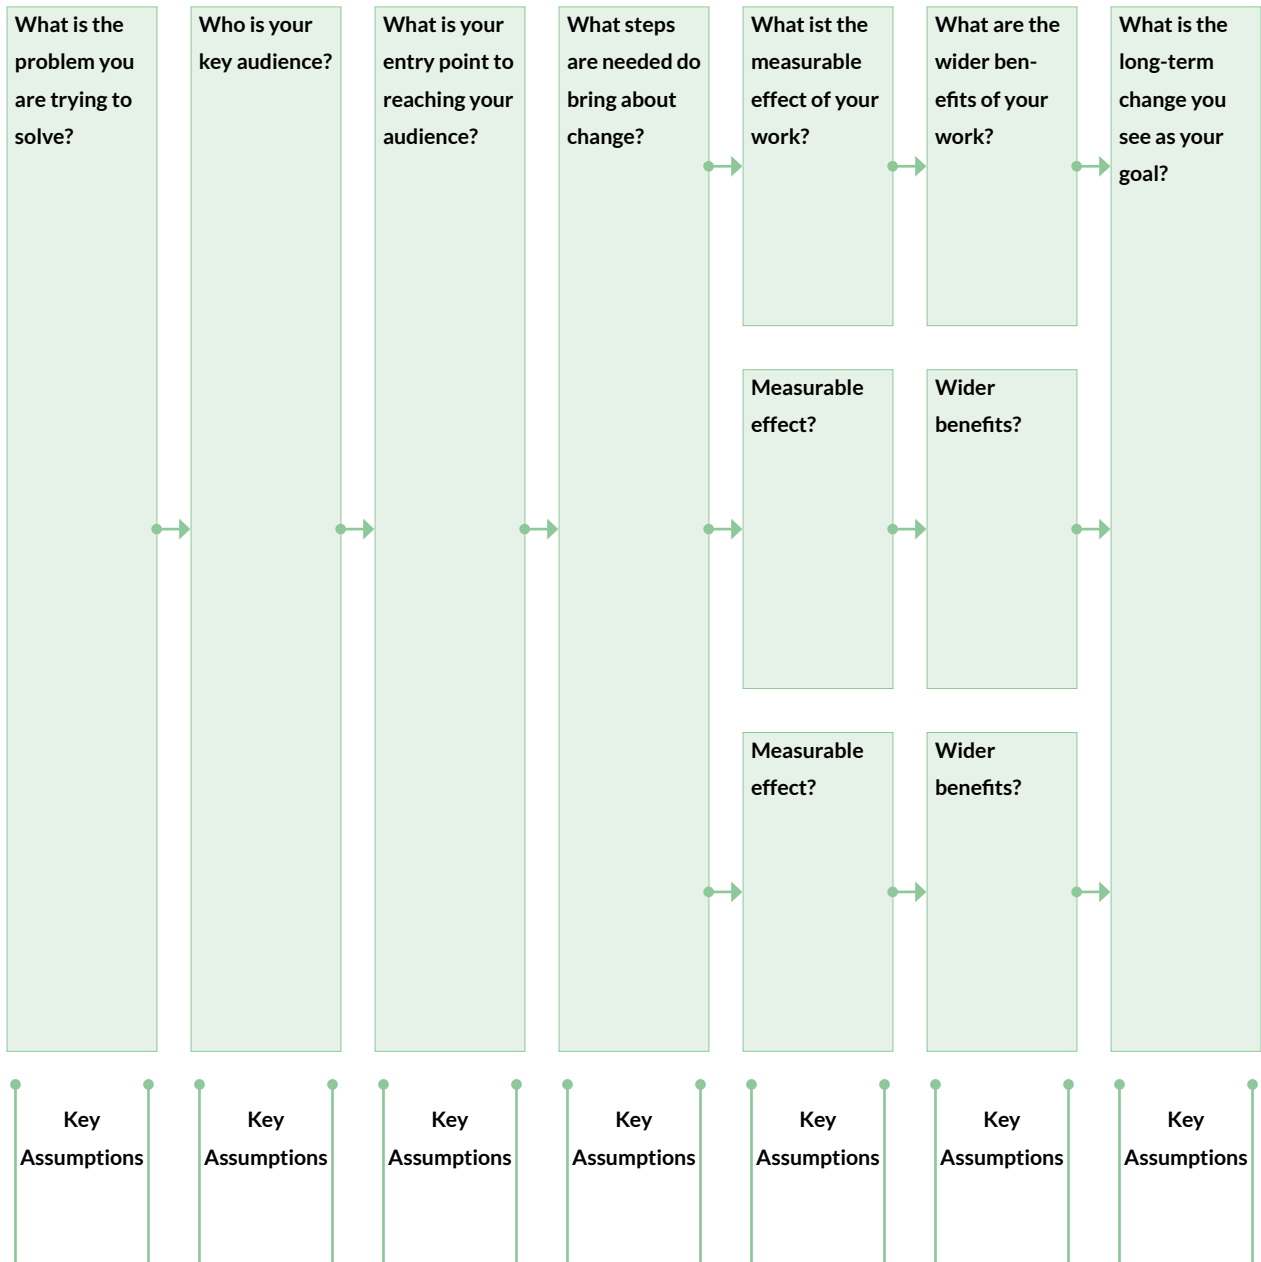 What is the
problem you
are trying to
solve?
Who is your
key audience?
What is your
entry point to
reaching your
audience?
What steps
are needed do
bring about
change?
What ist the
measurable
effect of your
work?
What are the
wider ben-
efits of your
work?
What is the
long-term
change you
see as your
goal?
Measurable
effect?
Wider
benefits?
Measurable
effect?
Wider
benefits?
Key
Assumptions
Key
Assumptions
Key
Assumptions
Key
Assumptions
Key
Assumptions
Key
Assumptions
Key
Assumptions